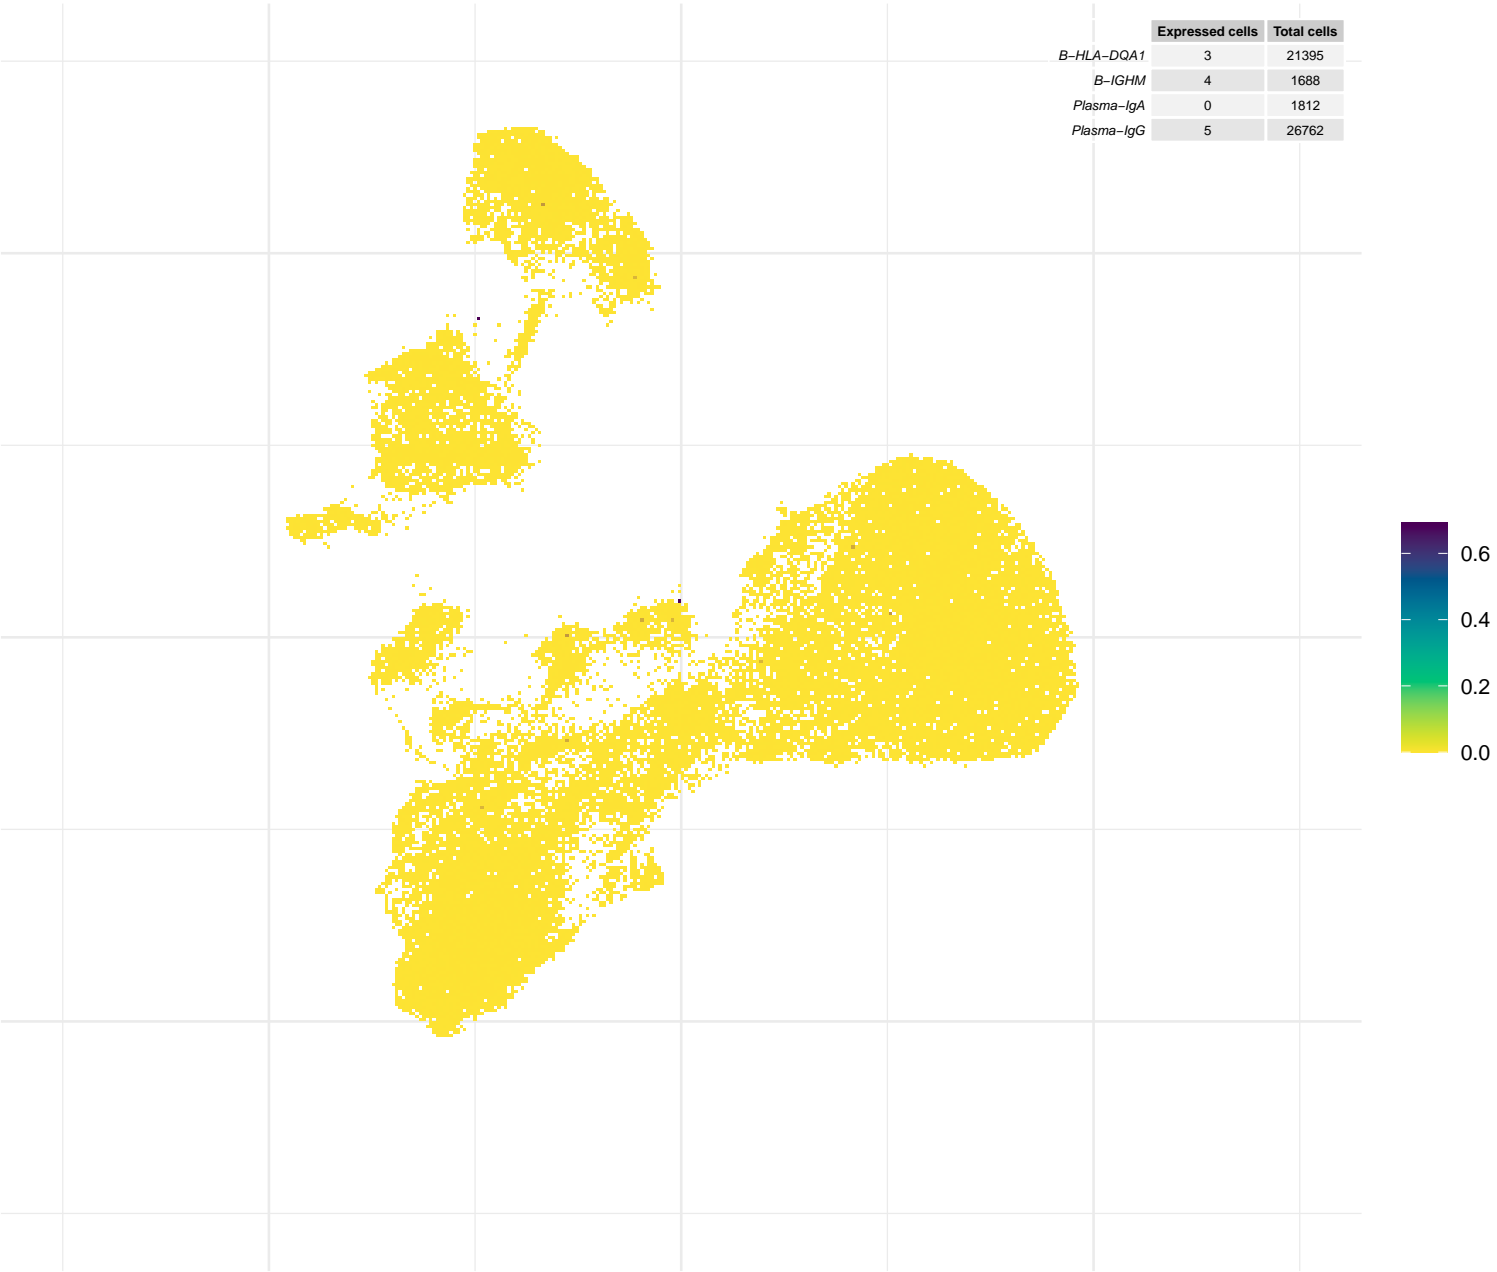 Expressed cells Total cells
B−HLA−DQA1 3 21395
B−IGHM 4 1688
Plasma−IgA 0 1812
Plasma−IgG 5 26762
0.6
0.4
0.2
0.0